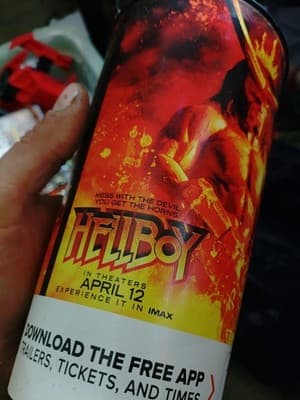 MESS WITH THE DEVIL,
YOU GET THE HORNS
HELLBOY
IN THEATERS
APRIL 12
EXPERIENCE IT IN IMAX
DOWNLOAD THE FREE APP
TRAILERS, TICKETS, AND TIMES